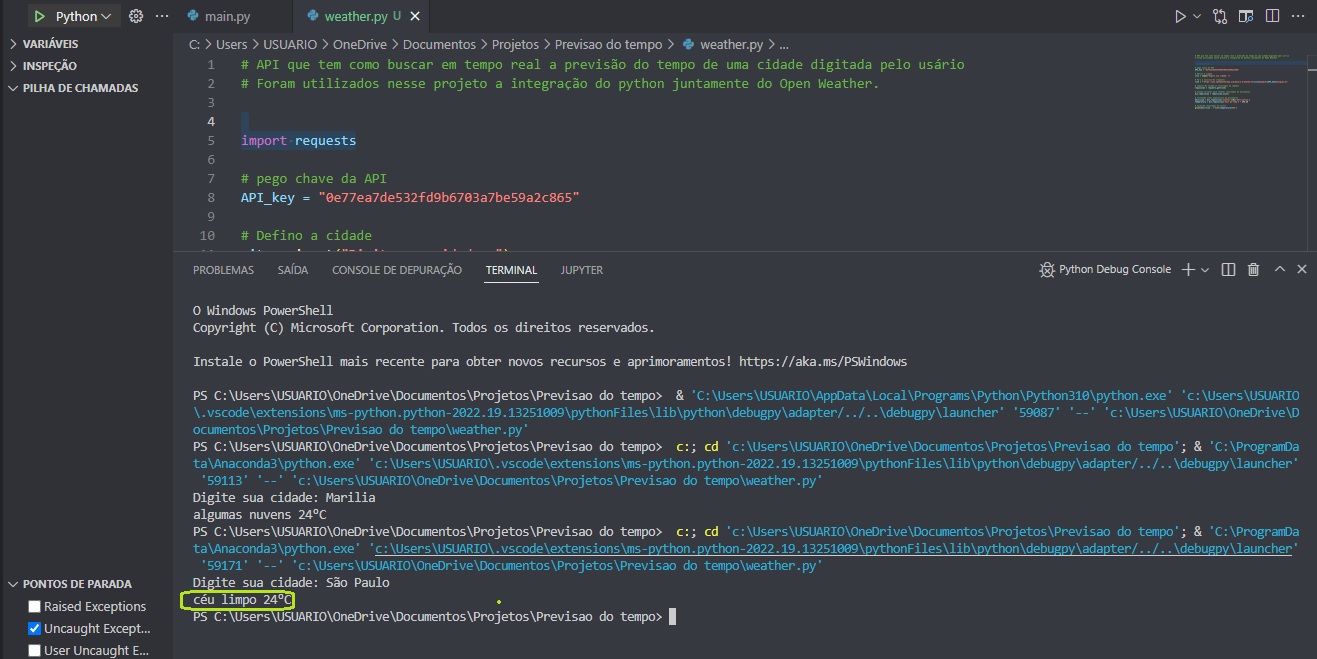 Python
main.py
weather.py U
VARIÁVEIS
INSPEÇÃO
PILHA DE CHAMADAS
C: > Users > USUARIO > OneDrive > Documentos > Projetos > Previsao do tempo > weather.py > ...
1 # API que tem como buscar em tempo real a previsão do tempo de uma cidade digitada pelo usário
2 # Foram utilizados nesse projeto a integração do python juntamente do Open Weather.
3
4
5 import requests
6
7 # pego chave da API
8 API_key = "0e77ea7de532fd9b6703a7be59a2c865"
9
10 # Defino a cidade
PROBLEMAS SAÍDA CONSOLE DE DEPURAÇÃO TERMINAL JUPYTER
Python Debug Console
O Windows PowerShell
Copyright (C) Microsoft Corporation. Todos os direitos reservados.
Instale o PowerShell mais recente para obter novos recursos e aprimoramentos! https://aka.ms/PSWindows
PS C:\Users\USUARIO\OneDrive\Documentos\Projetos\Previsao do tempo> & 'C:\Users\USUARIO\AppData\Local\Programs\Python\Python310\python.exe' 'c:\Users\USUARIO
\.vscode\extensions\ms-python.python-2022.19.13251009\pythonFiles\lib\python\debugpy\adapter/../..\debugpy\launcher' '59087' '--' 'c:\Users\USUARIO\OneDrive\D
ocumentos\Projetos\Previsao do tempo\weather.py'
PS C:\Users\USUARIO\OneDrive\Documentos\Projetos\Previsao do tempo> c:; cd 'c:\Users\USUARIO\OneDrive\Documentos\Projetos\Previsao do tempo'; & 'C:\ProgramDa
ta\Anaconda3\python.exe' 'c:\Users\USUARIO\.vscode\extensions\ms-python.python-2022.19.13251009\pythonFiles\lib\python\debugpy\adapter/../..\debugpy\launcher'
'59113' '--' 'c:\Users\USUARIO\OneDrive\Documentos\Projetos\Previsao do tempo\weather.py'
Digite sua cidade: Marilia
algumas nuvens 24ºC
PS C:\Users\USUARIO\OneDrive\Documentos\Projetos\Previsao do tempo> c:; cd 'c:\Users\USUARIO\OneDrive\Documentos\Projetos\Previsao do tempo'; & 'C:\ProgramDa
ta\Anaconda3\python.exe' 'c:\Users\USUARIO\.vscode\extensions\ms-python.python-2022.19.13251009\pythonFiles\lib\python\debugpy\adapter/../..\debugpy\launcher'
'59171' '--' 'c:\Users\USUARIO\OneDrive\Documentos\Projetos\Previsao do tempo\weather.py'
Digite sua cidade: São Paulo
céu limpo 24ºC
PS C:\Users\USUARIO\OneDrive\Documentos\Projetos\Previsao do tempo>
PONTOS DE PARADA
Raised Exceptions
Uncaught Except...
User Uncaught E...